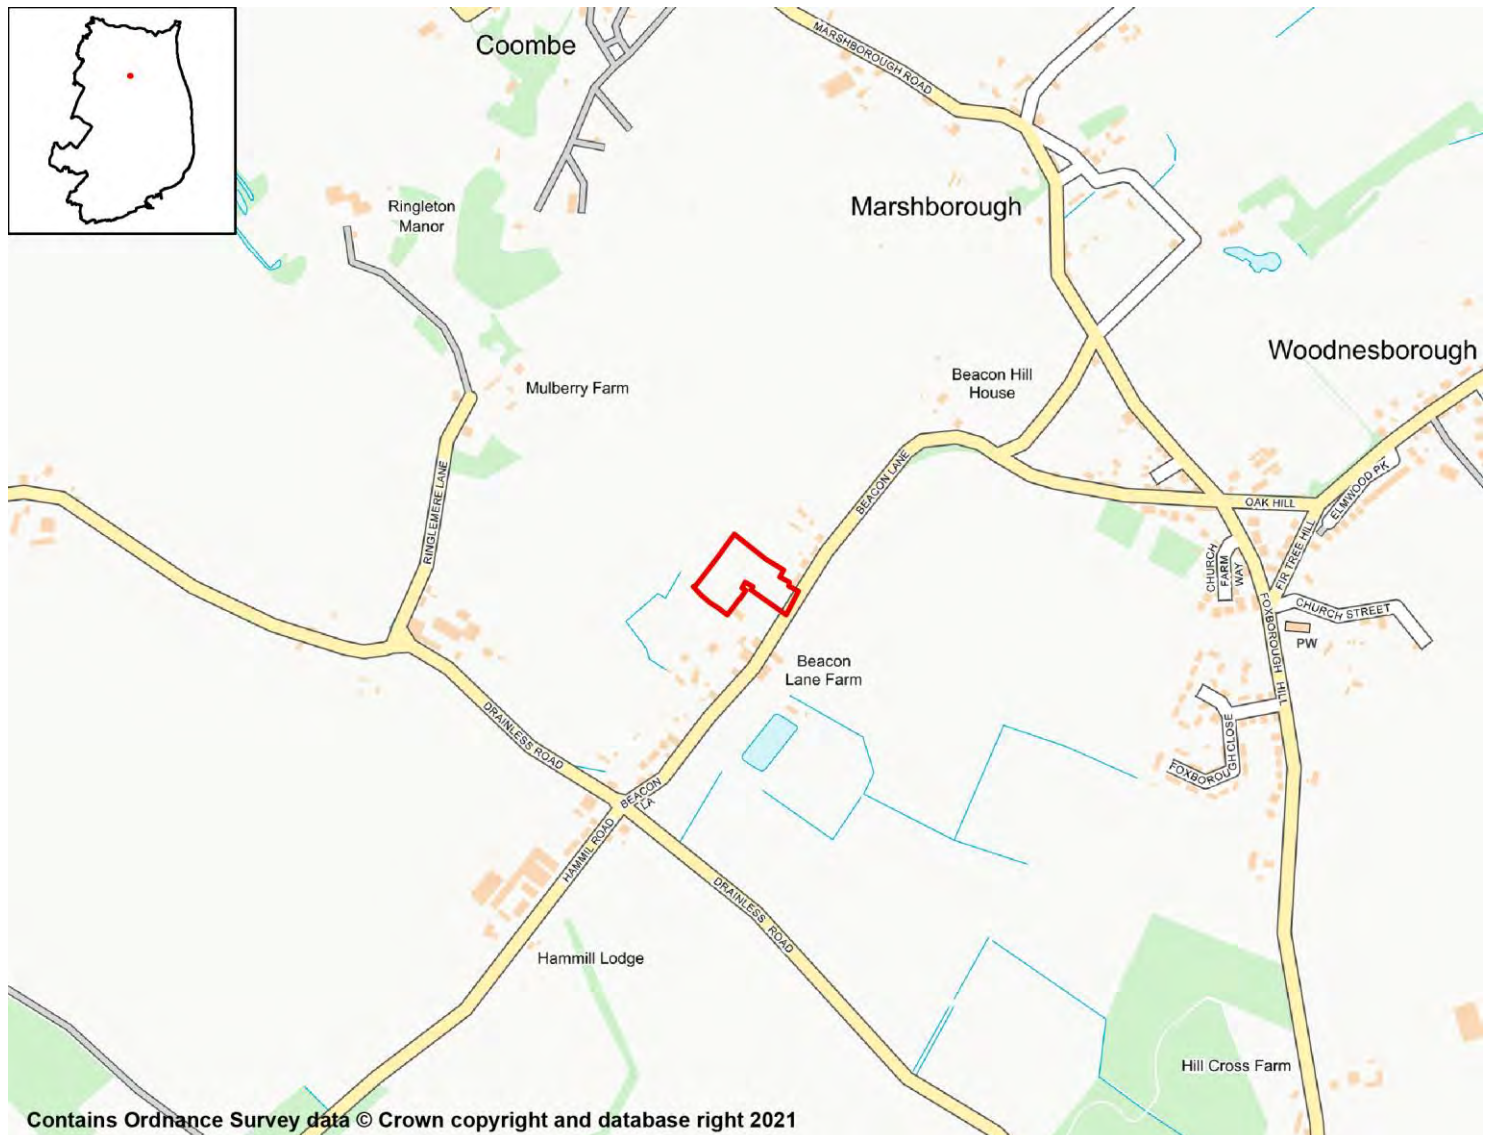 Coombe
MARSHBOROUGH ROAD
Ringleton
Manor
Marshborough
Woodnesborough
Beacon Hill
House
Mulberry Farm
BEACON LANE
RINGLEMERE LANE
OAK HILL
ELMWOOD PK
FIR TREE HILL
CHURCH
FARM
WAY
CHURCH STREET
FOXBOROUGH HILL
PW
Beacon
Lane Farm
DRAINLESS ROAD
FOXBOROUGH CLOSE
BEACON
LA
HAMMIL ROAD
DRAINLESS ROAD
Hammill Lodge
Hill Cross Farm
Contains Ordnance Survey data © Crown copyright and database right 2021